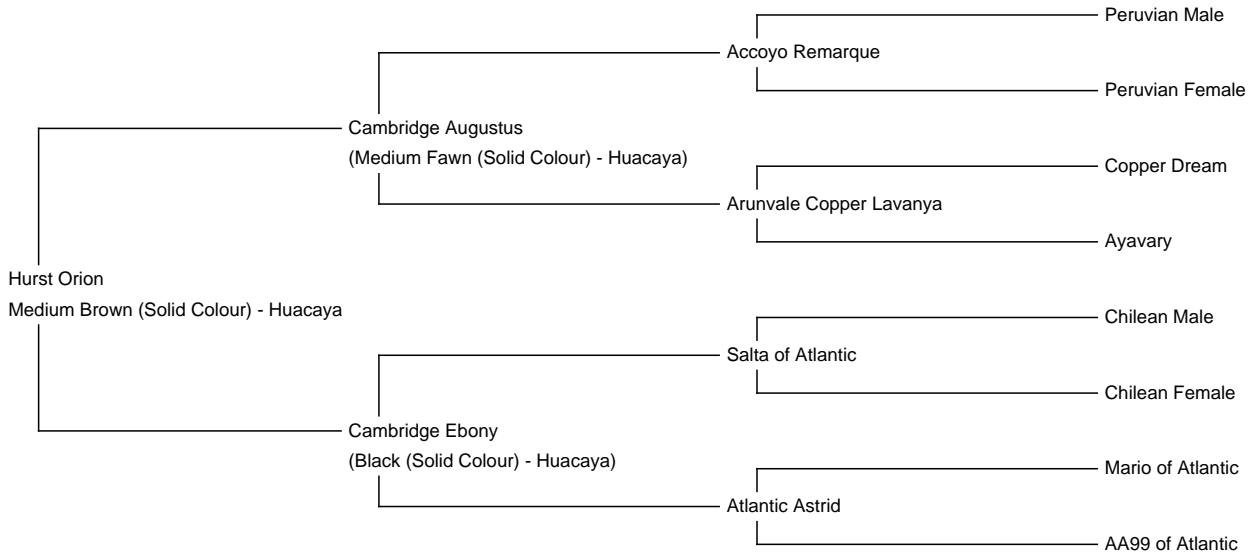 Peruvian Male
Accoyo Remarque
Peruvian Female
Cambridge Augustus
(Medium Fawn (Solid Colour) - Huacaya)
Copper Dream
Arunvale Copper Lavanya
Ayavary
Hurst Orion
Medium Brown (Solid Colour) - Huacaya
Chilean Male
Salta of Atlantic
Chilean Female
Cambridge Ebony
(Black (Solid Colour) - Huacaya)
Mario of Atlantic
Atlantic Astrid
AA99 of Atlantic